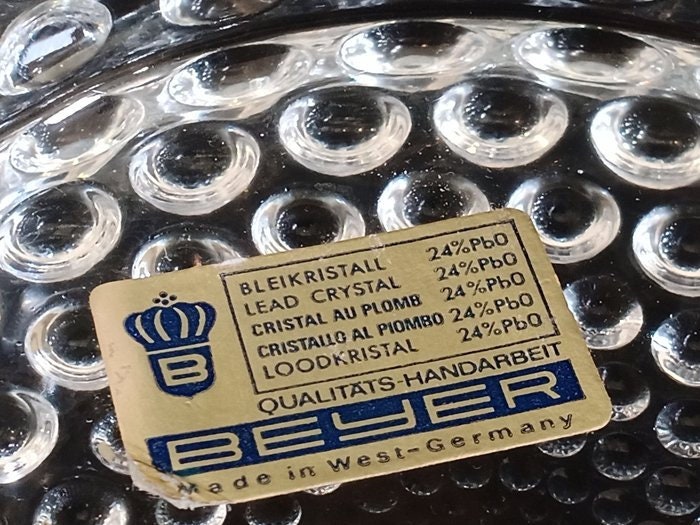 BLEIKRISTALL 24%PbO
LEAD CRYSTAL 24%PbO
CRISTAL AU PLOMB 24%PbO
CRISTALLO AL PIOMBO 24%PbO
LOODKRISTAL 24%PbO
B
QUALITÄTS-HANDARBEIT
BEYER
Made in West-Germany